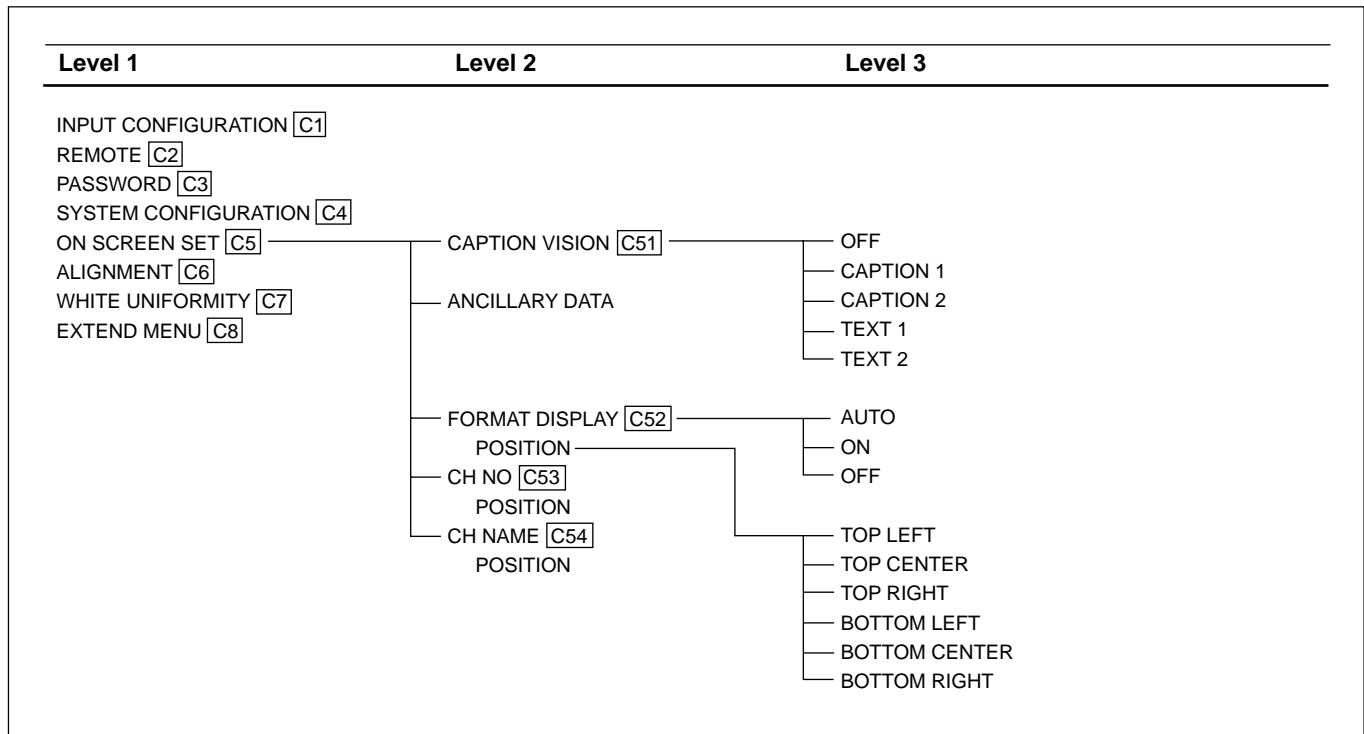 Level 1 Level 2 Level 3
INPUT CONFIGURATION C1
REMOTE C2
PASSWORD C3
SYSTEM CONFIGURATION C4
ON SCREEN SET C5 CAPTION VISION C51 OFF
ALIGNMENT C6 CAPTION 1
WHITE UNIFORMITY C7 ANCILLARY DATA CAPTION 2
EXTEND MENU C8 TEXT 1
TEXT 2
FORMAT DISPLAY C52 AUTO
POSITION ON
CH NO C53 OFF
POSITION
CH NAME C54 TOP LEFT
POSITION TOP CENTER
TOP RIGHT
BOTTOM LEFT
BOTTOM CENTER
BOTTOM RIGHT